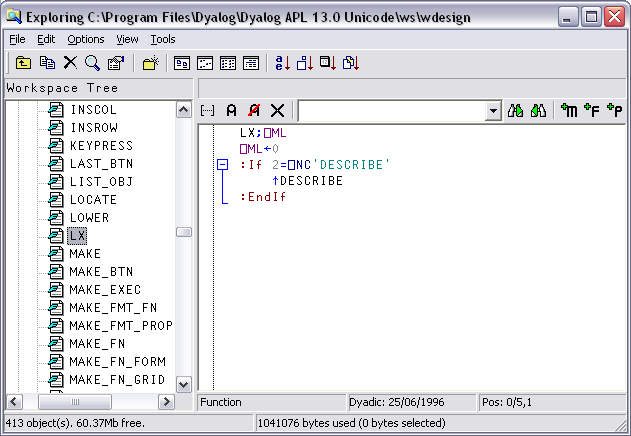 Exploring C:\Program Files\Dyalog\Dyalog APL 13.0 Unicode\ws\wdesign
File Edit Options View Tools
Workspace Tree
INSCOL
INSROW
KEYPRESS
LAST_BTN
LIST_OBJ
LOCATE
LOWER
LX
MAKE
MAKE_BTN
MAKE_EXEC
MAKE_FMT_FN
MAKE_FMT_PROP
MAKE_FN
MAKE_FN_FORM
MAKE_FN_GRID
LX;⎕ML
⎕ML←0
:If 2=⎕NC'DESCRIBE'
↑DESCRIBE
:EndIf
Function Dyadic: 25/06/1996 Pos: 0/5,1
413 object(s). 60.37Mb free. 1041076 bytes used (0 bytes selected)